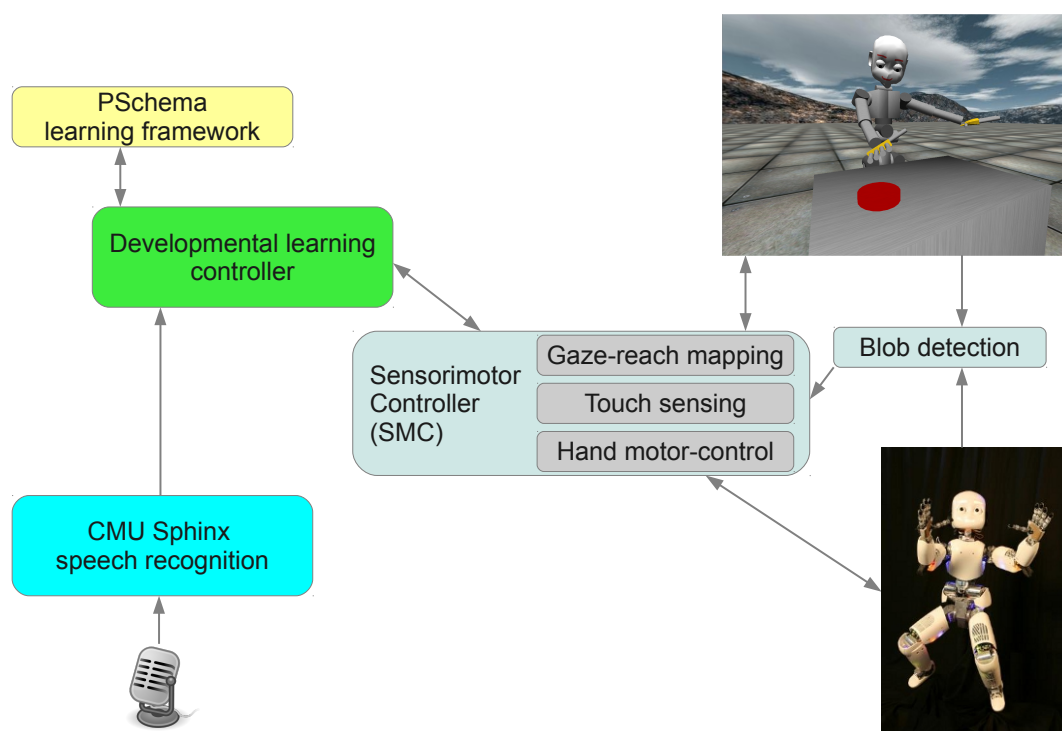 PSchema
learning framework
Developmental learning
controller
Sensorimotor
Controller
(SMC)
Gaze-reach mapping
Touch sensing
Hand motor-control
Blob detection
CMU Sphinx
speech recognition